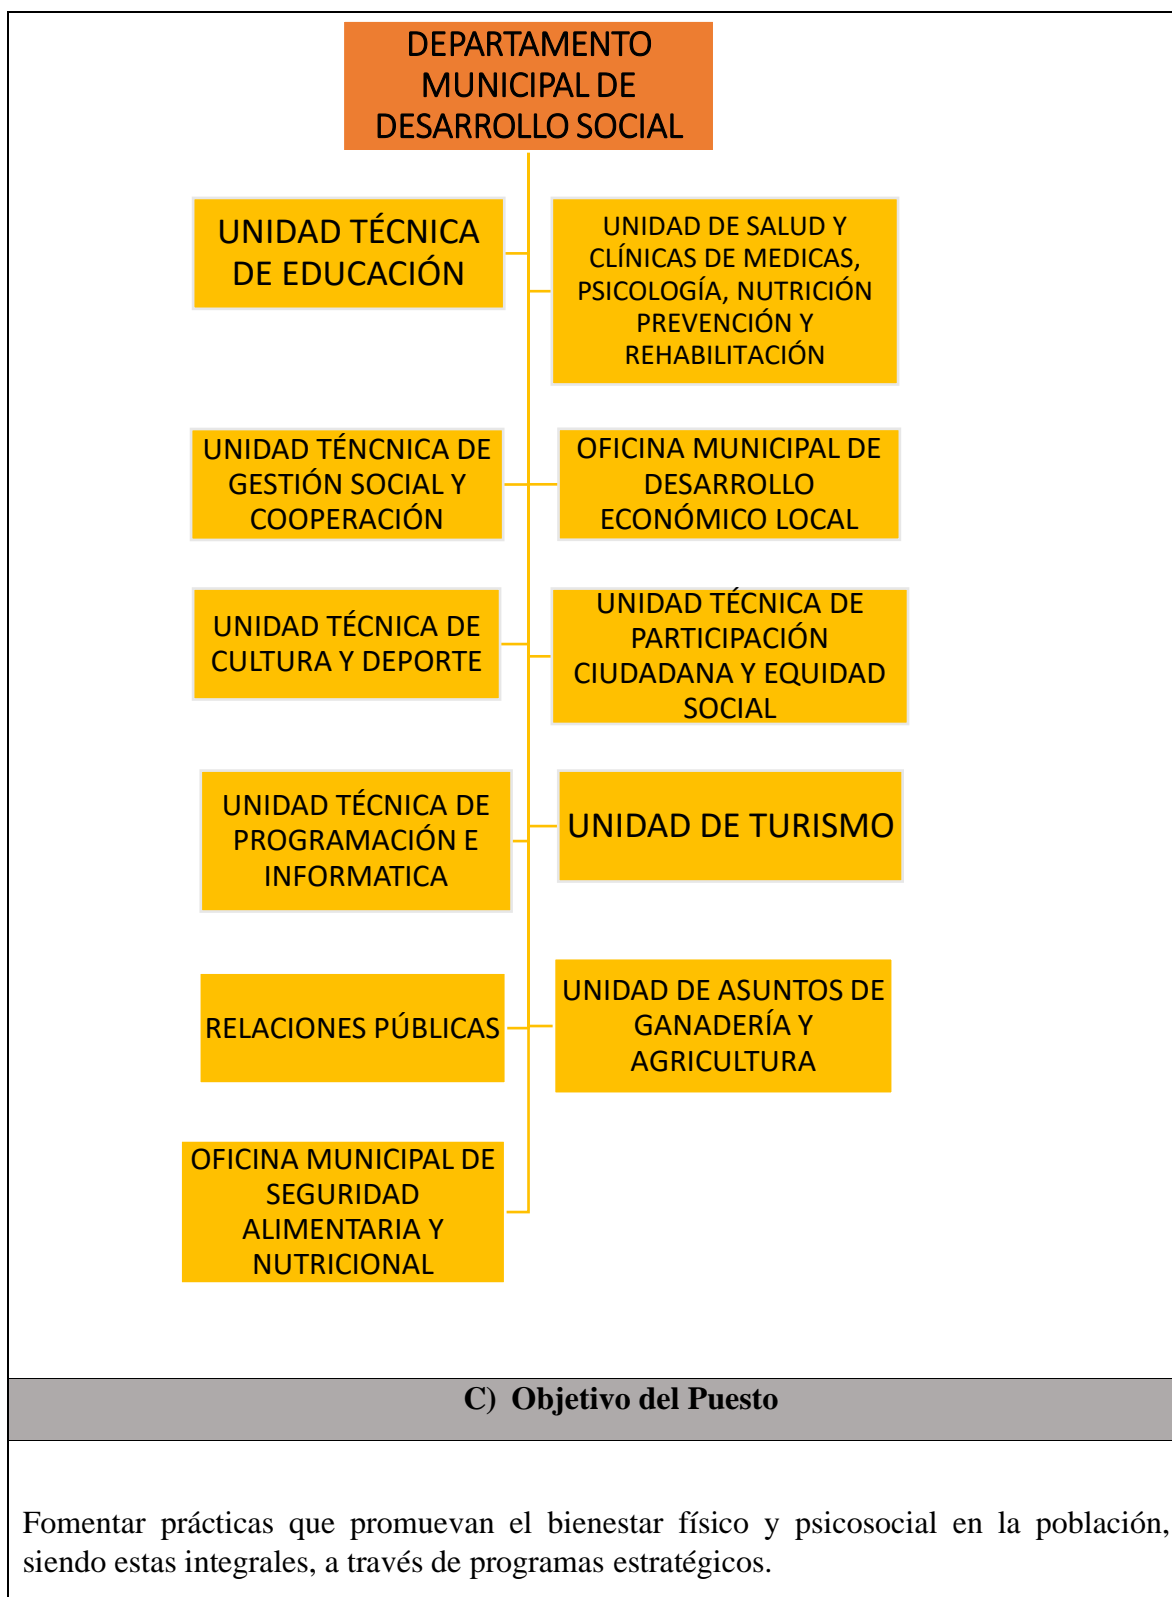 DEPARTAMENTO
MUNICIPAL DE
DESARROLLO SOCIAL
UNIDAD TÉCNICA
DE EDUCACIÓN
UNIDAD DE SALUD Y
CLÍNICAS DE MEDICAS,
PSICOLOGÍA, NUTRICIÓN
PREVENCIÓN Y
REHABILITACIÓN
UNIDAD TÉNCNICA DE
GESTIÓN SOCIAL Y
COOPERACIÓN
OFICINA MUNICIPAL DE
DESARROLLO
ECONÓMICO LOCAL
UNIDAD TÉCNICA DE
CULTURA Y DEPORTE
UNIDAD TÉCNICA DE
PARTICIPACIÓN
CIUDADANA Y EQUIDAD
SOCIAL
UNIDAD TÉCNICA DE
PROGRAMACIÓN E
INFORMATICA
UNIDAD DE TURISMO
RELACIONES PÚBLICAS
UNIDAD DE ASUNTOS DE
GANADERÍA Y
AGRICULTURA
OFICINA MUNICIPAL DE
SEGURIDAD
ALIMENTARIA Y
NUTRICIONAL
C) Objetivo del Puesto
Fomentar prácticas que promuevan el bienestar físico y psicosocial en la población,
siendo estas integrales, a través de programas estratégicos.